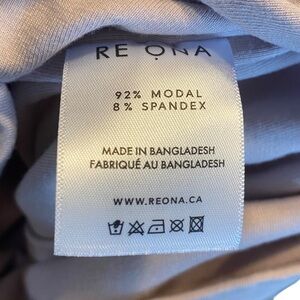 RE ONA
92% MODAL
8% SPANDEX
MADE IN BANGLADESH
FABRIQUÉ AU BANGLADESH
WWW.REONA.CA